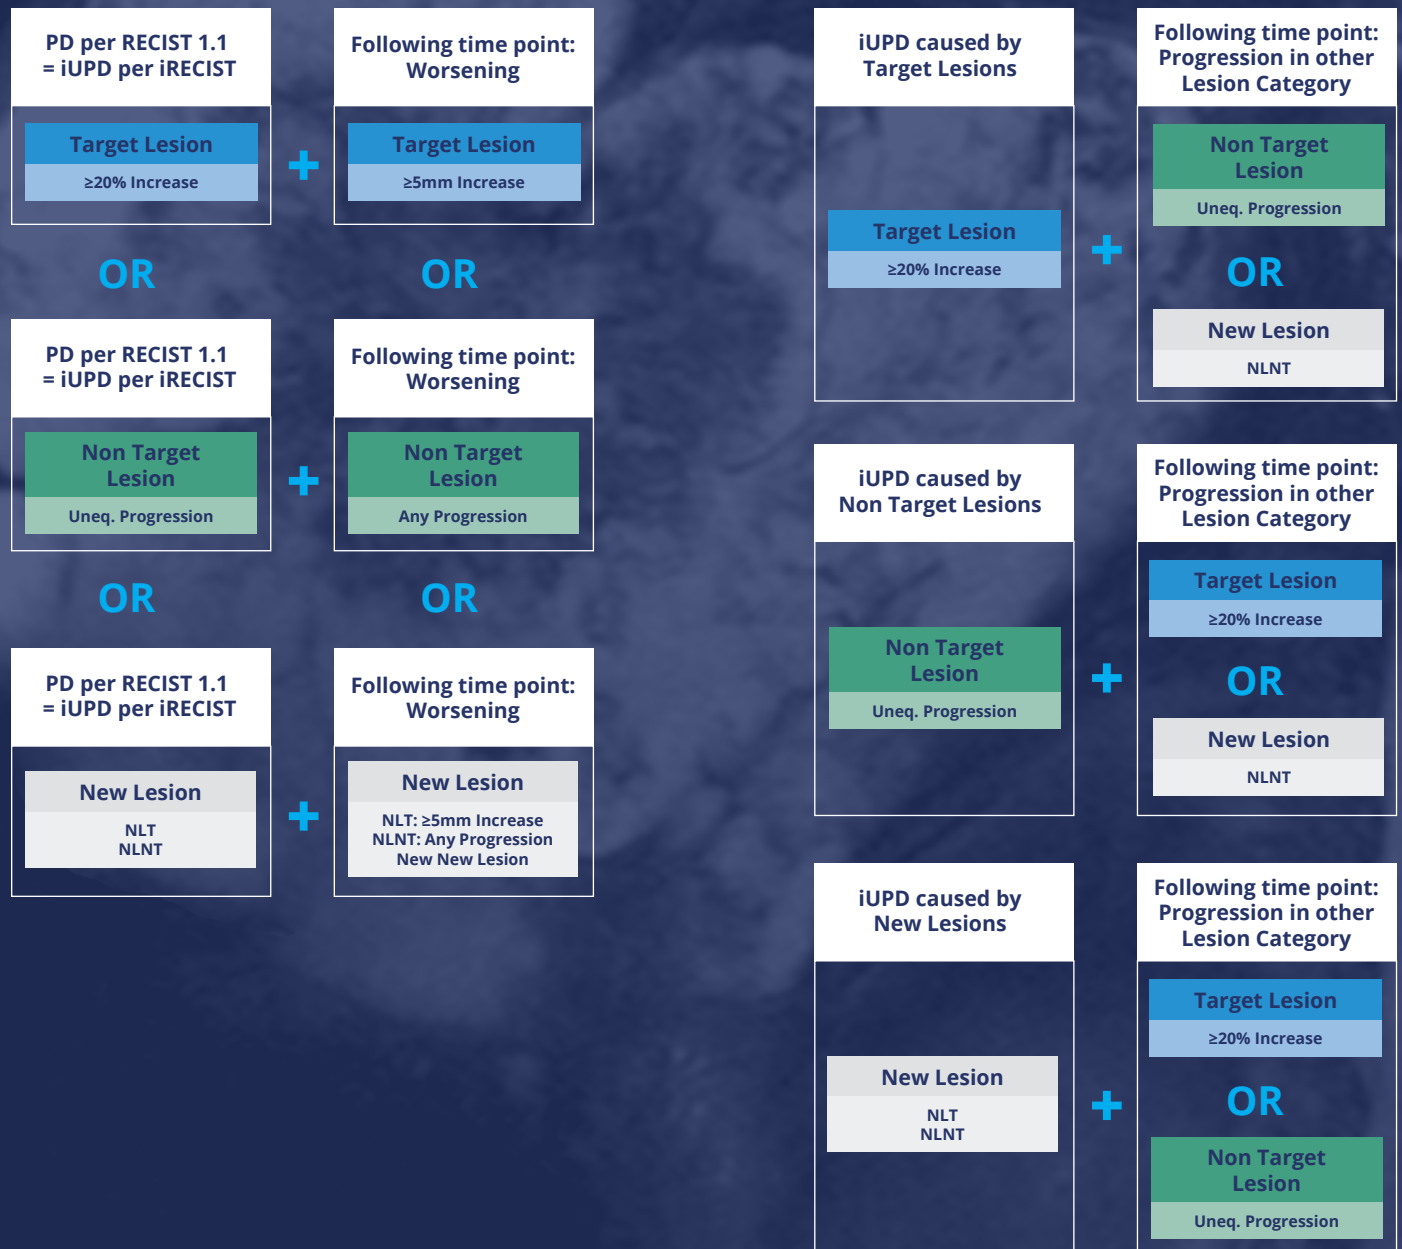 PD per RECIST 1.1
= iUPD per iRECIST
Target Lesion
≥20% Increase
Following time point:
Worsening
Target Lesion
≥5mm Increase
OR
OR
PD per RECIST 1.1
= iUPD per iRECIST
Non Target
Lesion
Uneq. Progression
Following time point:
Worsening
Non Target
Lesion
Any Progression
OR
OR
PD per RECIST 1.1
= iUPD per iRECIST
New Lesion
NLT
NLNT
Following time point:
Worsening
New Lesion
NLT: ≥5mm Increase
NLNT: Any Progression
New New Lesion
iUPD caused by
Target Lesions
Target Lesion
≥20% Increase
Following time point:
Progression in other
Lesion Category
Non Target
Lesion
Uneq. Progression
OR
New Lesion
NLNT
iUPD caused by
Non Target Lesions
Non Target
Lesion
Uneq. Progression
Following time point:
Progression in other
Lesion Category
Target Lesion
≥20% Increase
OR
New Lesion
NLNT
iUPD caused by
New Lesions
New Lesion
NLT
NLNT
Following time point:
Progression in other
Lesion Category
Target Lesion
≥20% Increase
OR
Non Target
Lesion
Uneq. Progression